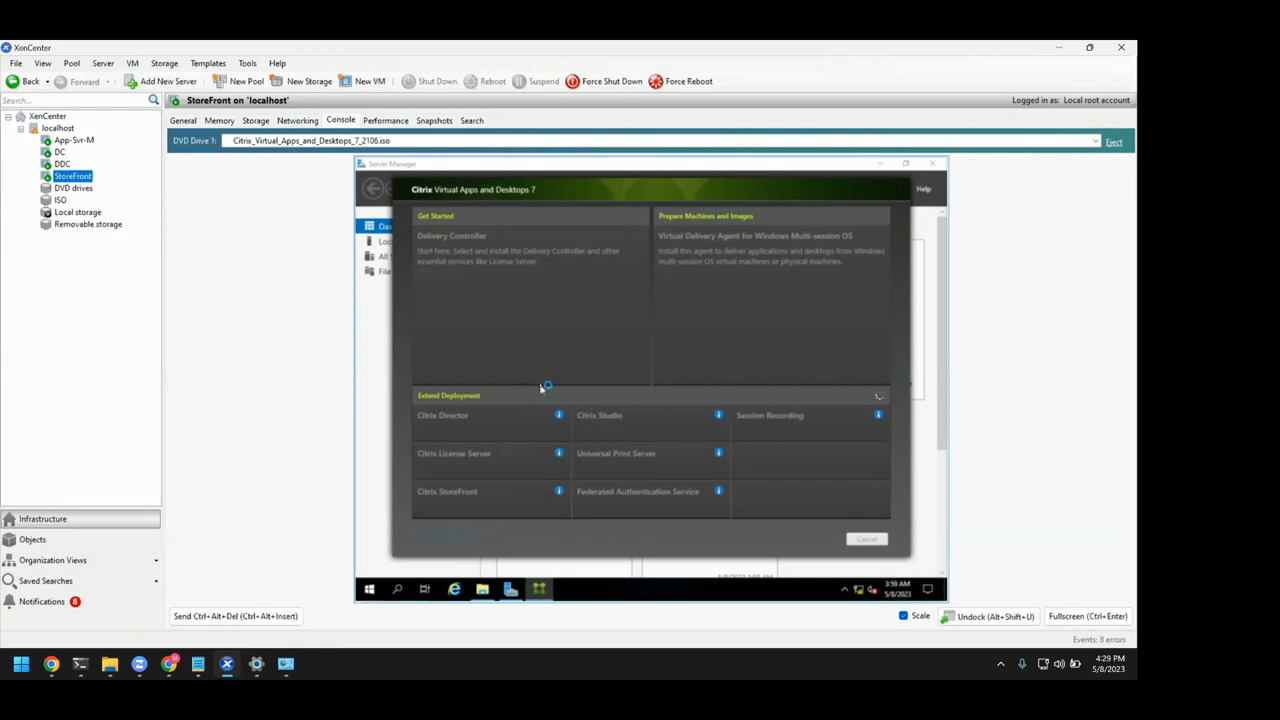 XenCenter
File View Pool Server VM Storage Templates Tools Help
Back Forward Add New Server New Pool New Storage New VM Shut Down Reboot Suspend Force Shut Down Force Reboot
Search...
StoreFront on 'localhost'
Logged in as: Local root account
XenCenter
localhost
App-Svr-M
DC
DDC
StoreFront
DVD drives
ISO
Local storage
Removable storage
General Memory Storage Networking Console Performance Snapshots Search
DVD Drive 1: Citrix_Virtual_Apps_and_Desktops_7_2106.iso Eject
Server Manager
Help
Das
Loc
All S
File
Citrix Virtual Apps and Desktops 7
Get Started
Delivery Controller
Start here. Select and install the Delivery Controller and other
essential services like License Server.
Prepare Machines and Images
Virtual Delivery Agent for Windows Multi-session OS
Install this agent to deliver applications and desktops from Windows
multi-session OS virtual machines or physical machines.
Extend Deployment
Citrix Director Citrix Studio Session Recording
Citrix License Server Universal Print Server
Citrix StoreFront Federated Authentication Service
Cancel
3:59 AM
5/8/2023
Infrastructure
Objects
Organization Views
Saved Searches
Notifications 8
Send Ctrl+Alt+Del (Ctrl+Alt+Insert)
Scale Undock (Alt+Shift+U) Fullscreen (Ctrl+Enter)
Events: 8 errors
4:29 PM
5/8/2023